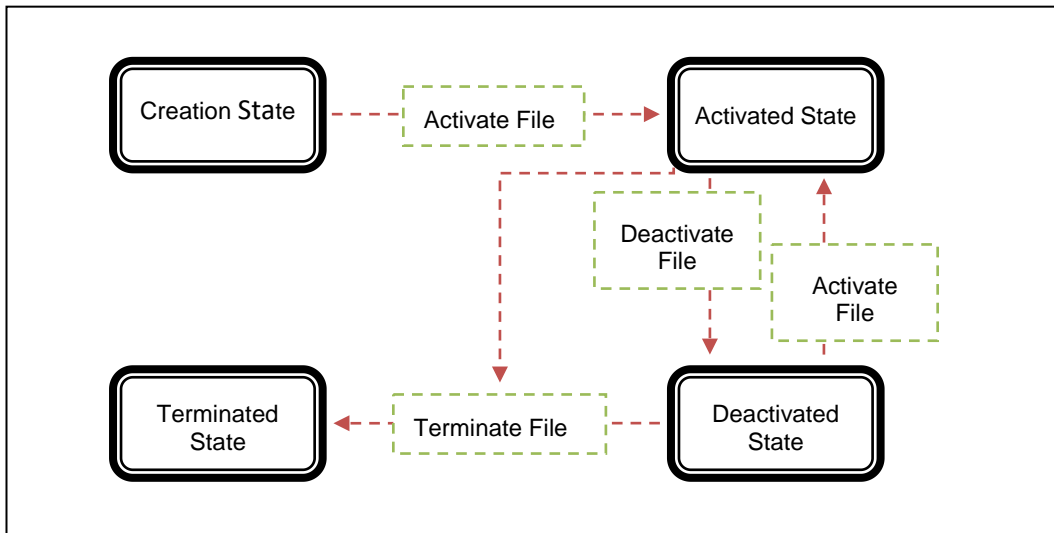 Creation State
Activate File
Activated State
Deactivate
File
Activate
File
Terminated
State
Terminate File
Deactivated
State